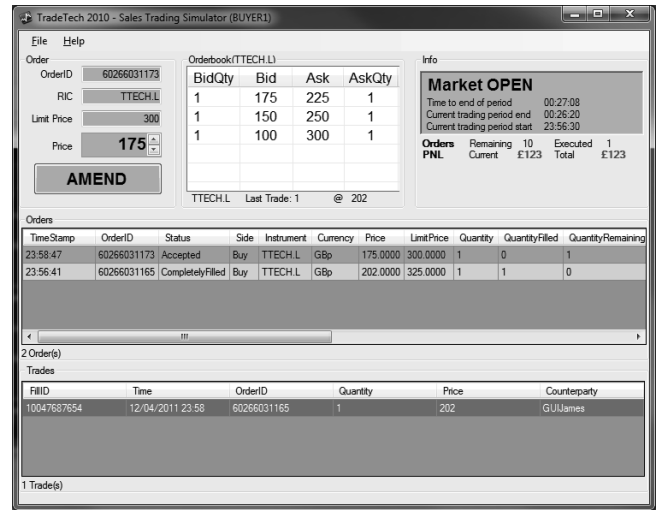 TradeTech 2010 - Sales Trading Simulator (BUYER1)
File Help
Order
OrderID 60266031173
RIC TTECH.L
Limit Price 300
Price 175
AMEND
Orderbook(TTECH.L)
BidQty Bid Ask AskQty
1 175 225 1
1 150 250 1
1 100 300 1
TTECH.L Last Trade: 1 @ 202
Info
Market OPEN
Time to end of period 00:27:08
Current trading period end 00:26:20
Current trading period start 23:56:30
Orders Remaining 10 Executed 1
PNL Current £123 Total £123
Orders
TimeStamp OrderID Status Side Instrument Currency Price LimitPrice Quantity QuantityFilled QuantityRemaining
23:58:47 60266031173 Accepted Buy TTECH.L GBp 175.0000 300.0000 1 0 1
23:56:41 60266031165 CompletelyFilled Buy TTECH.L GBp 202.0000 325.0000 1 1 0
2 Order(s)
Trades
FillID Time OrderID Quantity Price Counterparty
10047687654 12/04/2011 23:58 60266031165 1 202 GUIJames
1 Trade(s)